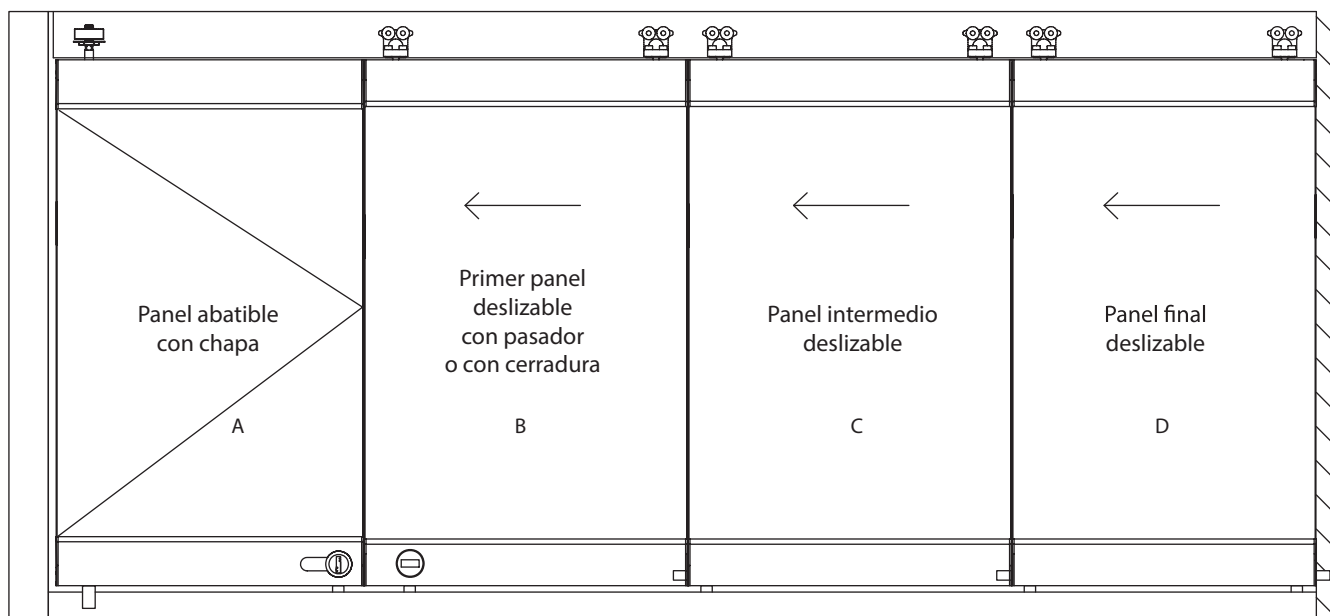 Panel abatible
con chapa
A
Primer panel
deslizable
con pasador
o con cerradura
B
Panel intermedio
deslizable
C
Panel final
deslizable
D